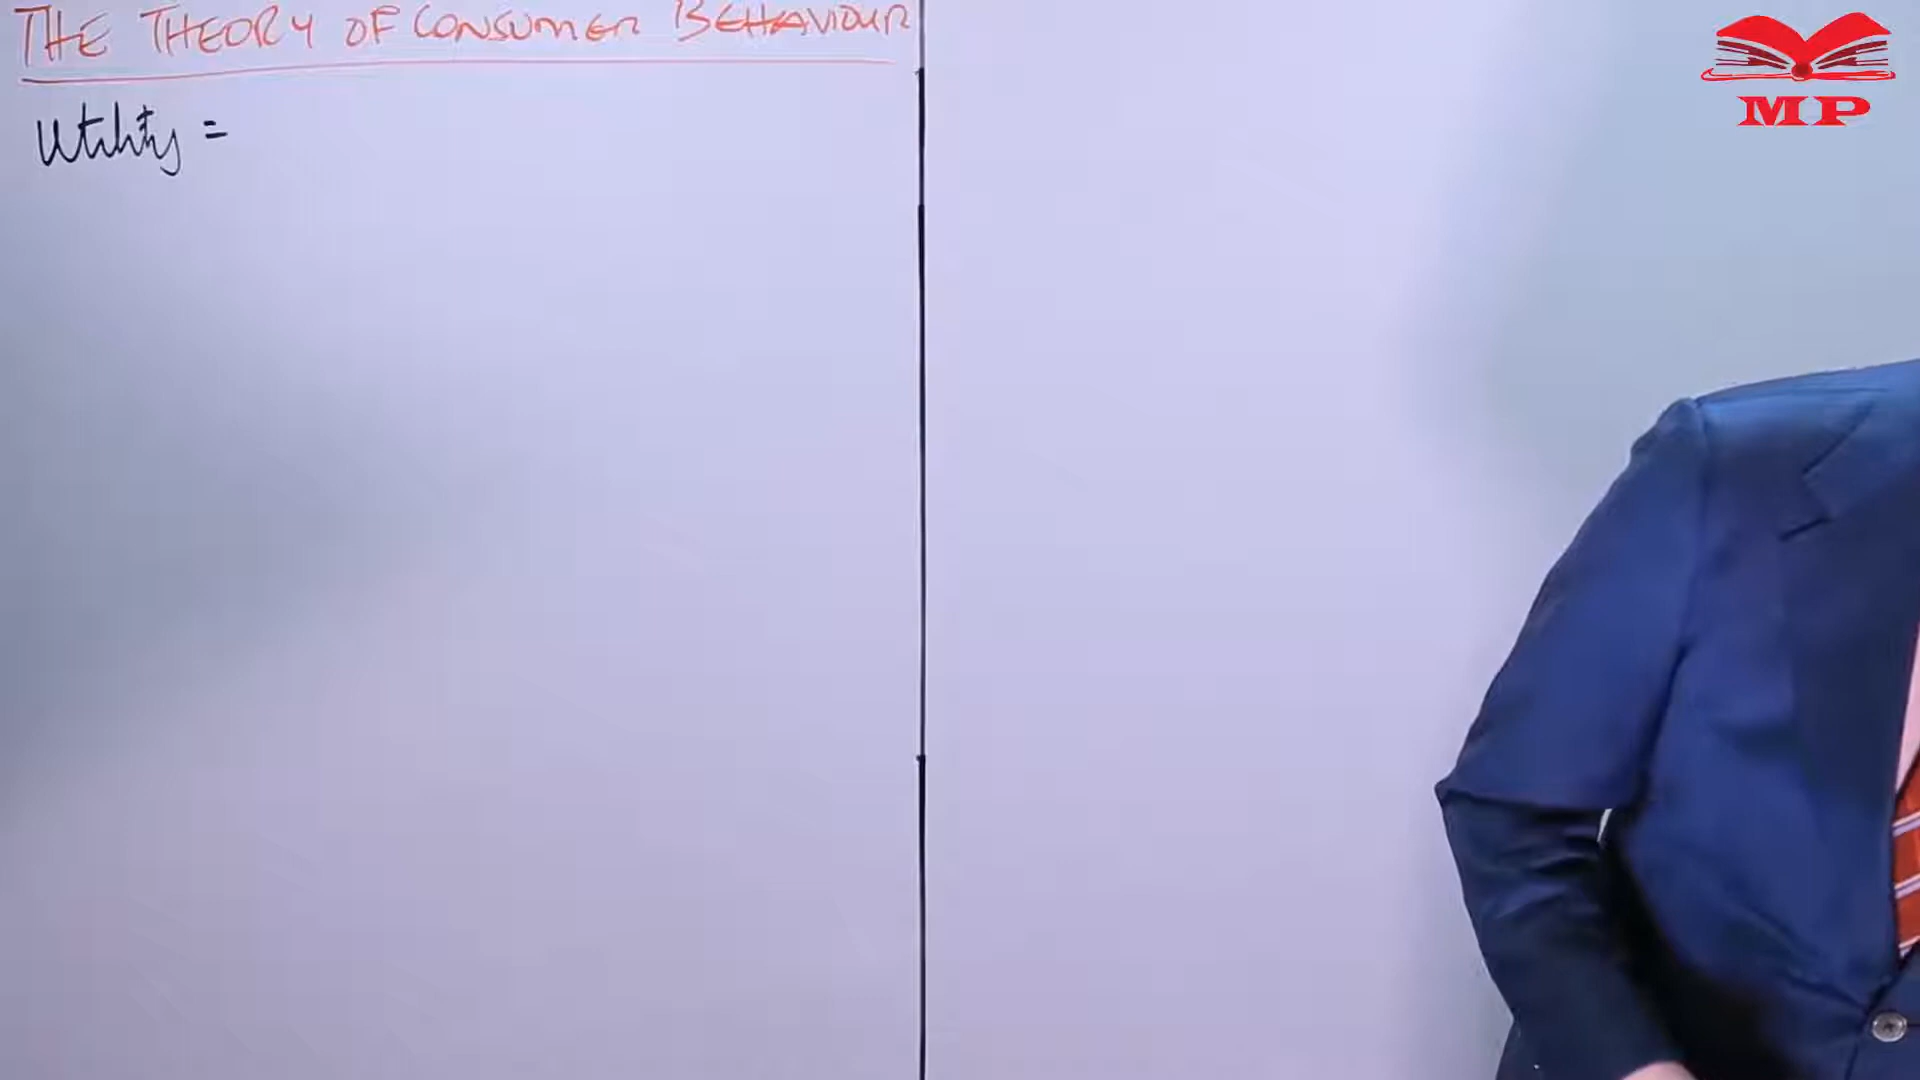 THE THEORY OF CONSUMER BEHAVIOUR
Utility =
MP